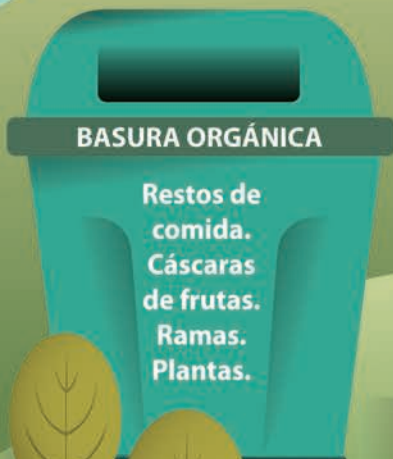 BASURA ORGÁNICA
Restos de
comida.
Cáscaras
de frutas.
Ramas.
Plantas.